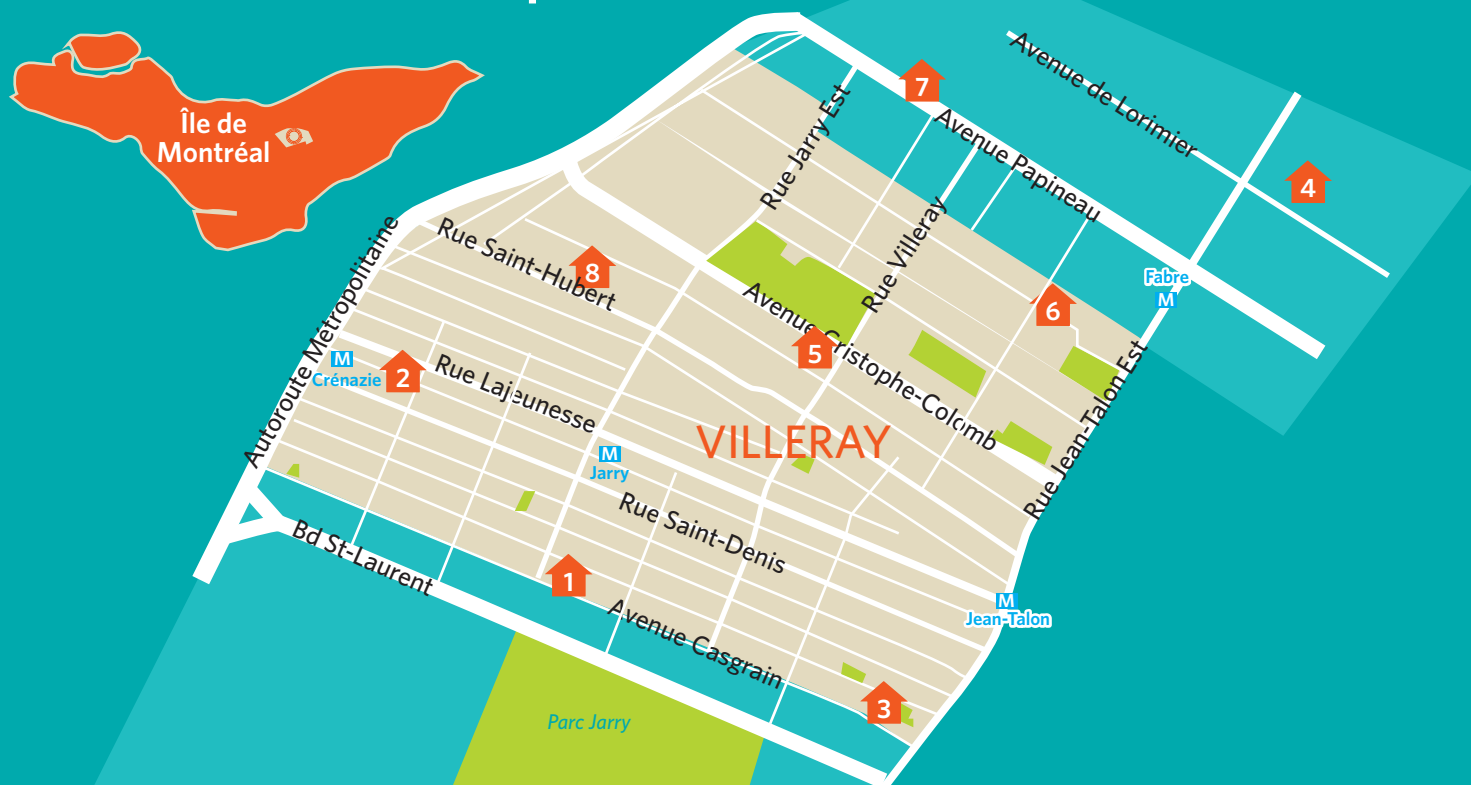 Île de
Montréal
Avenue de Lorimier
7
Rue Jarry Est
Avenue Papineau
4
Rue Villeray
Autoroute Métropolitaine
Rue Saint-Hubert
8
Fabre
M
Avenue Cristophe-Colomb
6
5
M
Crénazie
2
Rue Lajeunesse
Rue Jean-Talon Est
VILLERAY
M
Jarry
Rue Saint-Denis
Bd St-Laurent
1
Avenue Casgrain
M
Jean-Talon
3
Parc Jarry